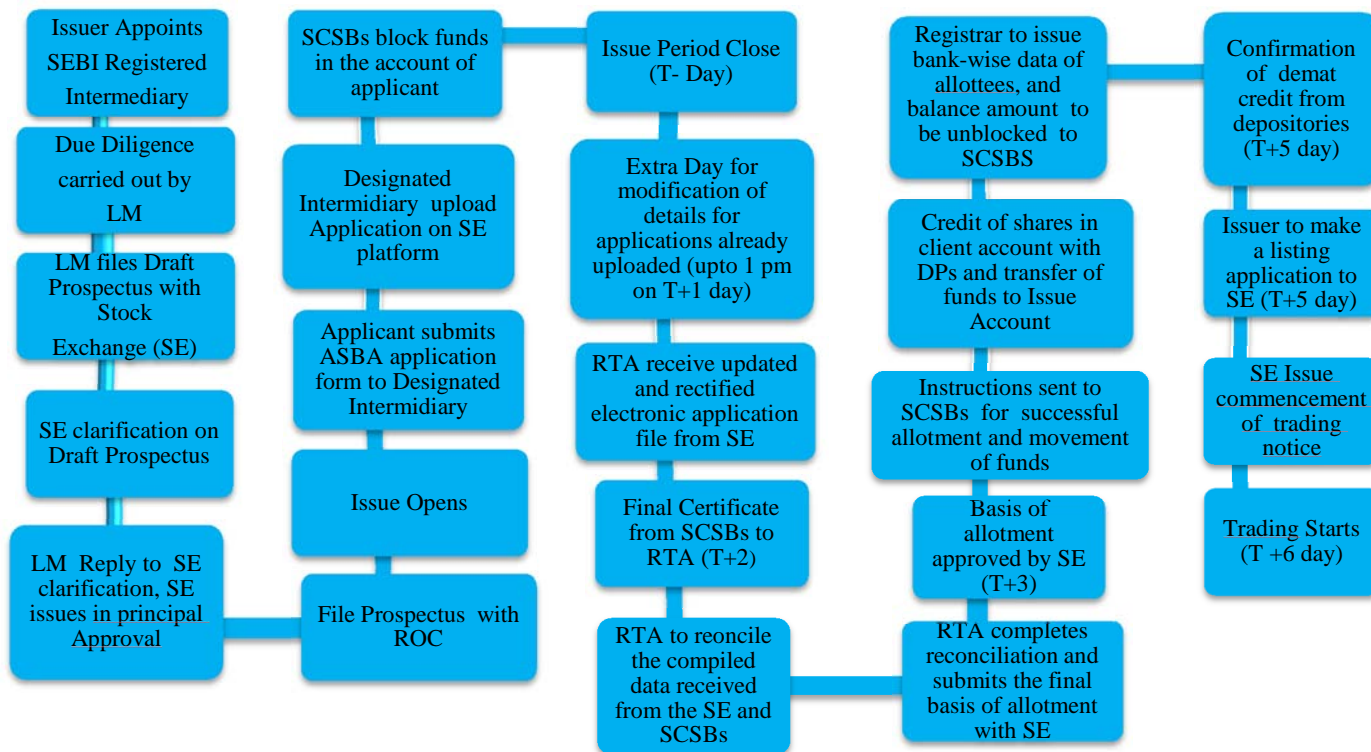 Issuer Appoints
SEBI Registered
Intermediary
Due Diligence
carried out by
LM
LM files Draft
Prospectus with
Stock
Exchange (SE)
SE clarification on
Draft Prospectus
LM Reply to SE
clarification, SE
issues in principal
Approval
File Prospectus with
ROC
Issue Opens
Applicant submits
ASBA application
form to Designated
Intermidiary
Designated
Intermidiary upload
Application on SE
platform
SCSBs block funds
in the account of
applicant
Issue Period Close
(T- Day)
Extra Day for
modification of
details for
applications already
uploaded (upto 1 pm
on T+1 day)
RTA receive updated
and rectified
electronic application
file from SE
Final Certificate
from SCSBs to
RTA (T+2)
RTA to reconcile
the compiled
data received
from the SE and
SCSBs
RTA completes
reconciliation and
submits the final
basis of allotment
with SE
Basis of
allotment
approved by SE
(T+3)
Instructions sent to
SCSBs for successful
allotment and movement
of funds
Credit of shares in
client account with
DPs and transfer of
funds to Issue
Account
Registrar to issue
bank-wise data of
allottees, and
balance amount to
be unblocked to
SCSBS
Confirmation
of demat
credit from
depositories
(T+5 day)
Issuer to make
a listing
application to
SE (T+5 day)
SE Issue
commencement
of trading
notice
Trading Starts
(T +6 day)